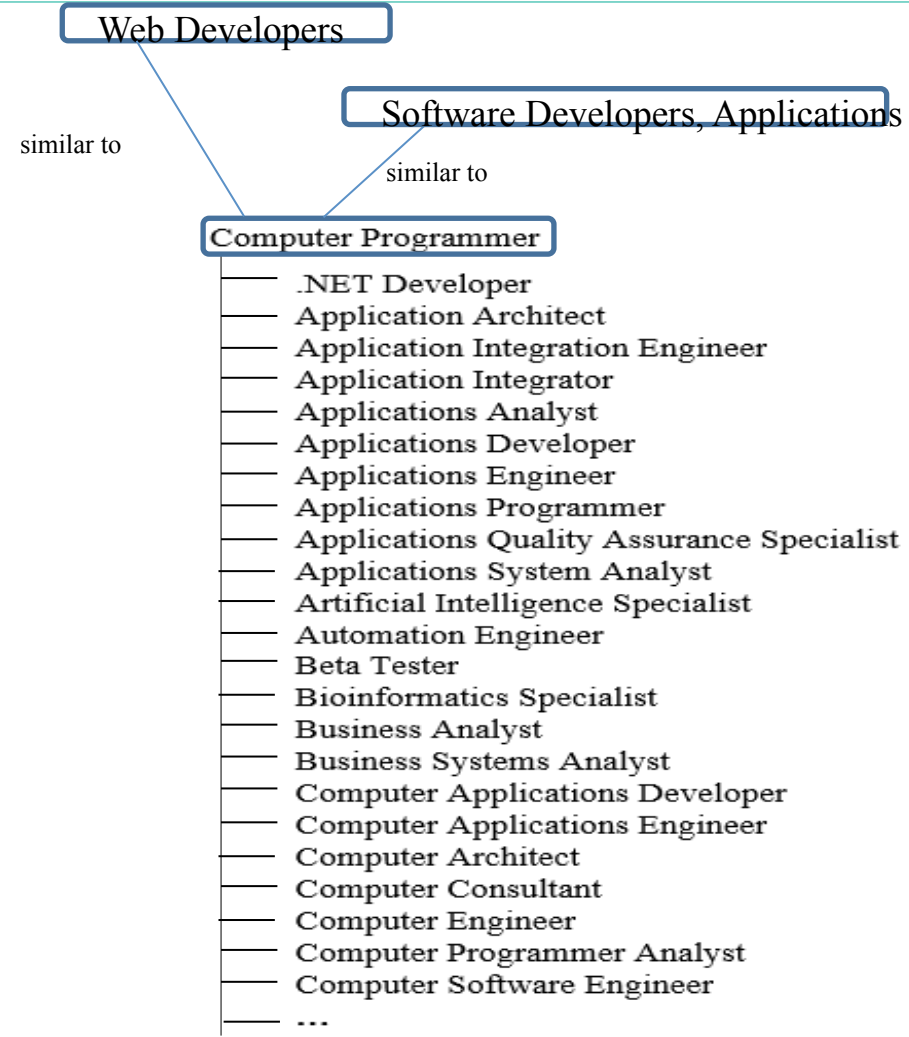 Web Developers
Software Developers, Applications
similar to
similar to
Computer Programmer
.NET Developer
Application Architect
Application Integration Engineer
Application Integrator
Applications Analyst
Applications Developer
Applications Engineer
Applications Programmer
Applications Quality Assurance Specialist
Applications System Analyst
Artificial Intelligence Specialist
Automation Engineer
Beta Tester
Bioinformatics Specialist
Business Analyst
Business Systems Analyst
Computer Applications Developer
Computer Applications Engineer
Computer Architect
Computer Consultant
Computer Engineer
Computer Programmer Analyst
Computer Software Engineer
...